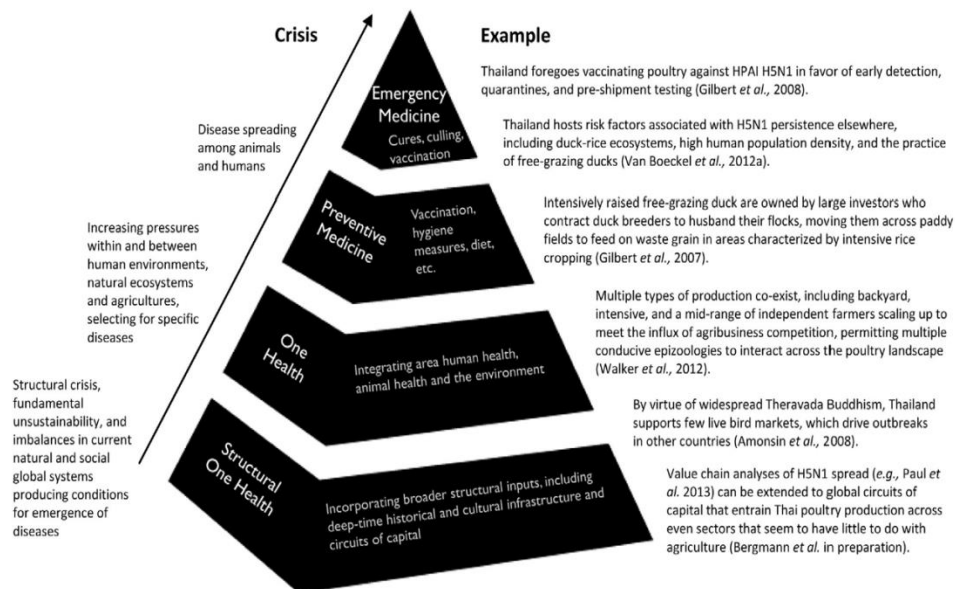 Crisis
Example
Disease spreading
among animals
and humans
Increasing pressures
within and between
human environments,
natural ecosystems
and agricultures,
selecting for specific
diseases
Structural crisis,
fundamental
unsustainability, and
imbalances in current
natural and social
global systems
producing conditions
for emergence of
diseases
Emergency
Medicine
Cures, culling,
vaccination
Preventive
Medicine
Vaccination,
hygiene
measures, diet,
etc.
One
Health
Integrating area human health,
animal health and the environment
Structural
One Health
Incorporating broader structural inputs, including
deep-time historical and cultural infrastructure and
circuits of capital
Thailand foregoes vaccinating poultry against HPAI H5N1 in favor of early detection,
quarantines, and pre-shipment testing (Gilbert et al., 2008).
Thailand hosts risk factors associated with H5N1 persistence elsewhere,
including duck-rice ecosystems, high human population density, and the practice
of free-grazing ducks (Van Boeckel et al., 2012a).
Intensively raised free-grazing duck are owned by large investors who
contract duck breeders to husband their flocks, moving them across paddy
fields to feed on waste grain in areas characterized by intensive rice
cropping (Gilbert et al., 2007).
Multiple types of production co-exist, including backyard,
intensive, and a mid-range of independent farmers scaling up to
meet the influx of agribusiness competition, permitting multiple
conducive epizoologies to interact across the poultry landscape
(Walker et al., 2012).
By virtue of widespread Theravada Buddhism, Thailand
supports few live bird markets, which drive outbreaks
in other countries (Amonsin et al., 2008).
Value chain analyses of H5N1 spread (e.g., Paul et
al. 2013) can be extended to global circuits of
capital that entrain Thai poultry production across
even sectors that seem to have little to do with
agriculture (Bergmann et al. in preparation).